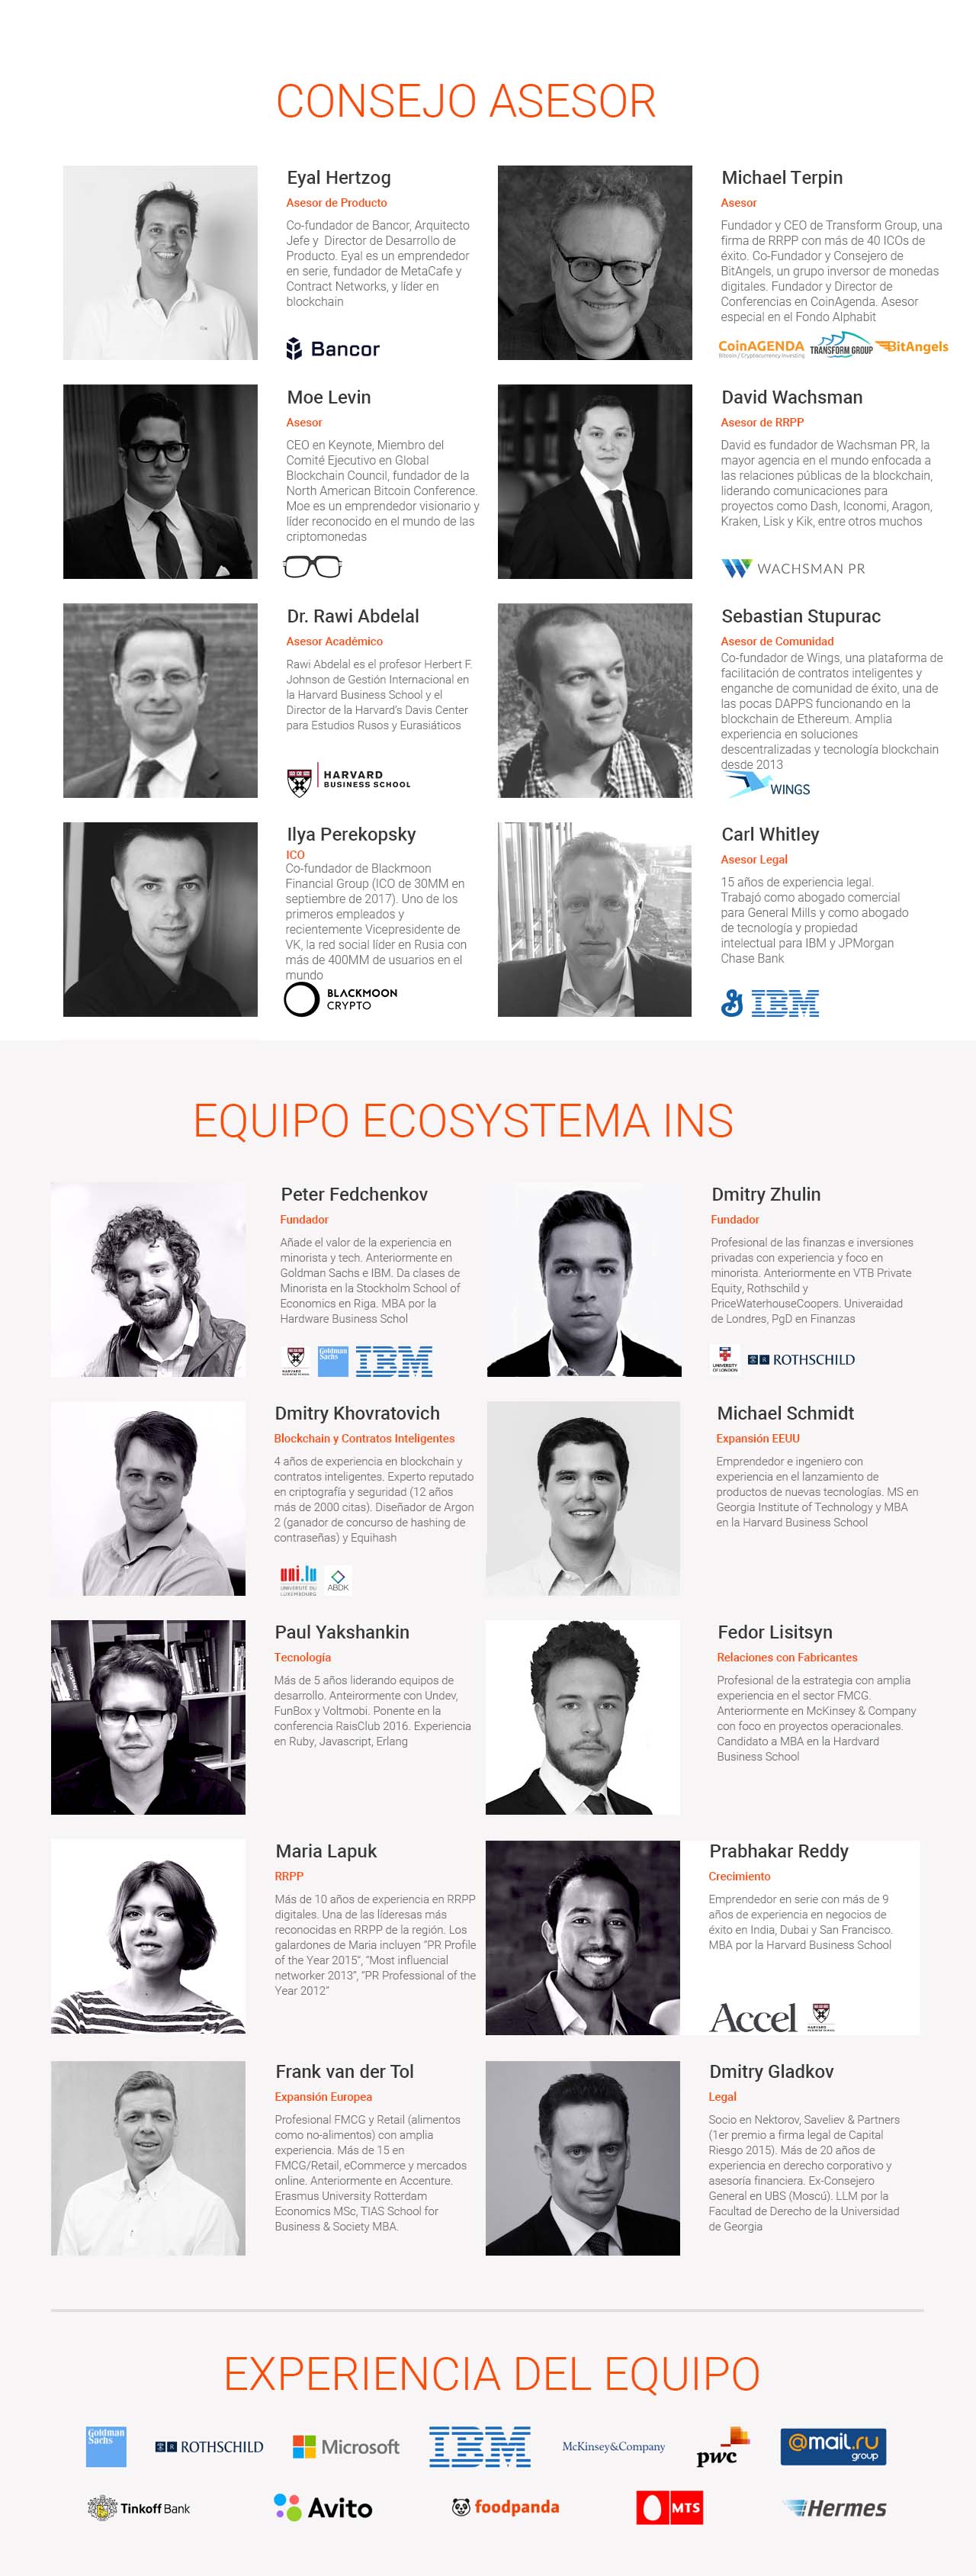 CONSEJO ASESOR
Eyal Hertzog
Asesor de Producto
Co-fundador de Bancor, Arquitecto
Jefe y Director de Desarrollo de
Producto. Eyal es un emprendedor
en serie, fundador de MetaCafe y
Contract Networks, y líder en
blockchain
Bancor
Michael Terpin
Asesor
Fundador y CEO de Transform Group, una
firma de RRPP con más de 40 ICOs de
éxito. Co-Fundador y Consejero de
BitAngels, un grupo inversor de monedas
digitales. Fundador y Director de
Conferencias en CoinAgenda. Asesor
especial en el Fondo Alphabit
CoinAGENDA
Bitcoin / Cryptocurrency Investing
TRANSFORM GROUP
BitAngels
Moe Levin
Asesor
CEO en Keynote, Miembro del
Comité Ejecutivo en Global
Blockchain Council, fundador de la
North American Bitcoin Conference.
Moe es un emprendedor visionario y
líder reconocido en el mundo de las
criptomonedas
David Wachsman
Asesor de RRPP
David es fundador de Wachsman PR, la
mayor agencia en el mundo enfocada a
las relaciones públicas de la blockchain,
liderando comunicaciones para
proyectos como Dash, Iconomi, Aragon,
Kraken, Lisk y Kik, entre otros muchos
WACHSMAN PR
Dr. Rawi Abdelal
Asesor Académico
Rawi Abdelal es el profesor Herbert F.
Johnson de Gestión Internacional en
la Harvard Business School y el
Director de la Harvard's Davis Center
para Estudios Rusos y Eurasiáticos
HARVARD
BUSINESS SCHOOL
Sebastian Stupurac
Asesor de Comunidad
Co-fundador de Wings, una plataforma de
facilitación de contratos inteligentes y
enganche de comunidad de éxito, una de
las pocas DAPPS funcionando en la
blockchain de Ethereum. Amplia
experiencia en soluciones
descentralizadas y tecnología blockchain
desde 2013
WINGS
Ilya Perekopsky
ICO
Co-fundador de Blackmoon
Financial Group (ICO de 30MM en
septiembre de 2017). Uno de los
primeros empleados y
recientemente Vicepresidente de
VK, la red social líder en Rusia con
más de 400MM de usuarios en el
mundo
BLACKMOON
CRYPTO
Carl Whitley
Asesor Legal
15 años de experiencia legal.
Trabajó como abogado comercial
para General Mills y como abogado
de tecnología y propiedad
intelectual para IBM y JPMorgan
Chase Bank
G IBM
EQUIPO ECOSYSTEMA INS
Peter Fedchenkov
Fundador
Añade el valor de la experiencia en
minorista y tech. Anteriormente en
Goldman Sachs e IBM. Da clases de
Minorista en la Stockholm School of
Economics en Riga. MBA por la
Hardware Business Schol
HARVARD
BUSINESS SCHOOL
Goldman
Sachs
IBM
Dmitry Zhulin
Fundador
Profesional de las finanzas e inversiones
privadas con experiencia y foco en
minorista. Anteriormente en VTB Private
Equity, Rothschild y
PriceWaterhouseCoopers. Univeraidad
de Londres, PgD en Finanzas
UNIVERSITY
OF LONDON
ROTHSCHILD
Dmitry Khovratovich
Blockchain y Contratos Inteligentes
4 años de experiencia en blockchain y
contratos inteligentes. Experto reputado
en criptografía y seguridad (12 años
más de 2000 citas). Diseñador de Argon
2 (ganador de concurso de hashing de
contraseñas) y Equihash
uni.lu
UNIVERSITÉ DU
LUXEMBOURG
ABDK
Michael Schmidt
Expansión EEUU
Emprendedor e ingeniero con
experiencia en el lanzamiento de
productos de nuevas tecnologías. MS en
Georgia Institute of Technology y MBA
en la Harvard Business School
Paul Yakshankin
Tecnología
Más de 5 años liderando equipos de
desarrollo. Anteirormente con Undev,
FunBox y Voltmobi. Ponente en la
conferencia RaisClub 2016. Experiencia
en Ruby, Javascript, Erlang
Fedor Lisitsyn
Relaciones con Fabricantes
Profesional de la estrategia con amplia
experiencia en el sector FMCG.
Anteriormente en McKinsey & Company
con foco en proyectos operacionales.
Candidato a MBA en la Hardvard
Business School
Maria Lapuk
RRPP
Más de 10 años de experiencia en RRPP
digitales. Una de las líderesas más
reconocidas en RRPP de la región. Los
galardones de Maria incluyen "PR Profile
of the Year 2015", "Most influencial
networker 2013", "PR Professional of the
Year 2012"
Prabhakar Reddy
Crecimiento
Emprendedor en serie con más de 9
años de experiencia en negocios de
éxito en India, Dubai y San Francisco.
MBA por la Harvard Business School
Accel
HARVARD
BUSINESS SCHOOL
Frank van der Tol
Expansión Europea
Profesional FMCG y Retail (alimentos
como no-alimentos) con amplia
experiencia. Más de 15 en
FMCG/Retail, eCommerce y mercados
online. Anteriormente en Accenture.
Erasmus University Rotterdam
Economics MSc, TIAS School for
Business & Society MBA.
Dmitry Gladkov
Legal
Socio en Nektorov, Saveliev & Partners
(1er premio a firma legal de Capital
Riesgo 2015). Más de 20 años de
experiencia en derecho corporativo y
asesoría financiera. Ex-Consejero
General en UBS (Moscú). LLM por la
Facultad de Derecho de la Universidad
de Georgia
EXPERIENCIA DEL EQUIPO
Goldman
Sachs
ROTHSCHILD
Microsoft
IBM
McKinsey&Company
pwc
@mail.ru
group
Tinkoff Bank
Avito
foodpanda
MTS
Hermes